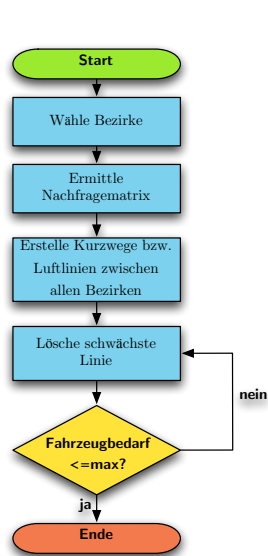 Start
Wähle Bezirke
Ermittle
Nachfragematrix
Erstelle Kurzwege bzw.
Luftlinien zwischen
allen Bezirken
Lösche schwächste
Linie
nein
Fahrzeugbedarf
<=max?
ja
Ende